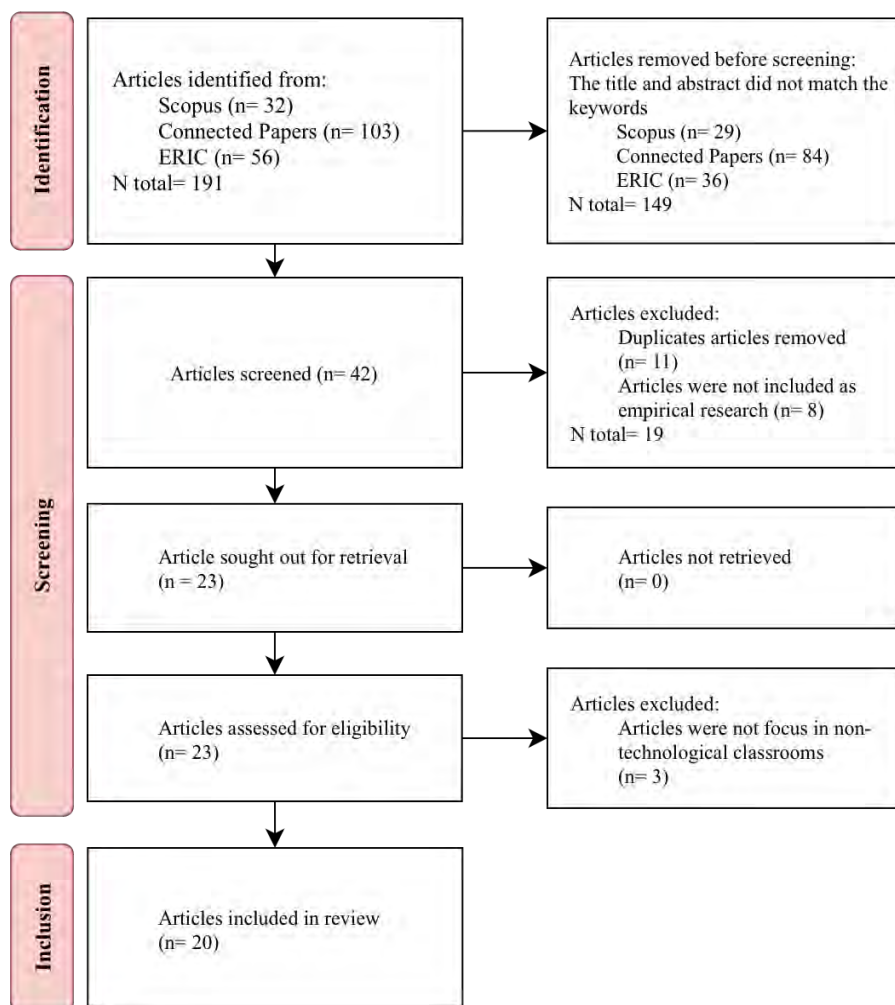 Identification
Articles identified from:
Scopus (n= 32)
Connected Papers (n= 103)
ERIC (n= 56)
N total= 191
Articles removed before screening:
The title and abstract did not match the
keywords
Scopus (n= 29)
Connected Papers (n= 84)
ERIC (n= 36)
N total= 149
Screening
Articles screened (n= 42)
Articles excluded:
Duplicates articles removed
(n= 11)
Articles were not included as
empirical research (n= 8)
N total= 19
Article sought out for retrieval
(n = 23)
Articles not retrieved
(n= 0)
Articles assessed for eligibility
(n= 23)
Articles excluded:
Articles were not focus in non-
technological classrooms
(n= 3)
Inclusion
Articles included in review
(n= 20)